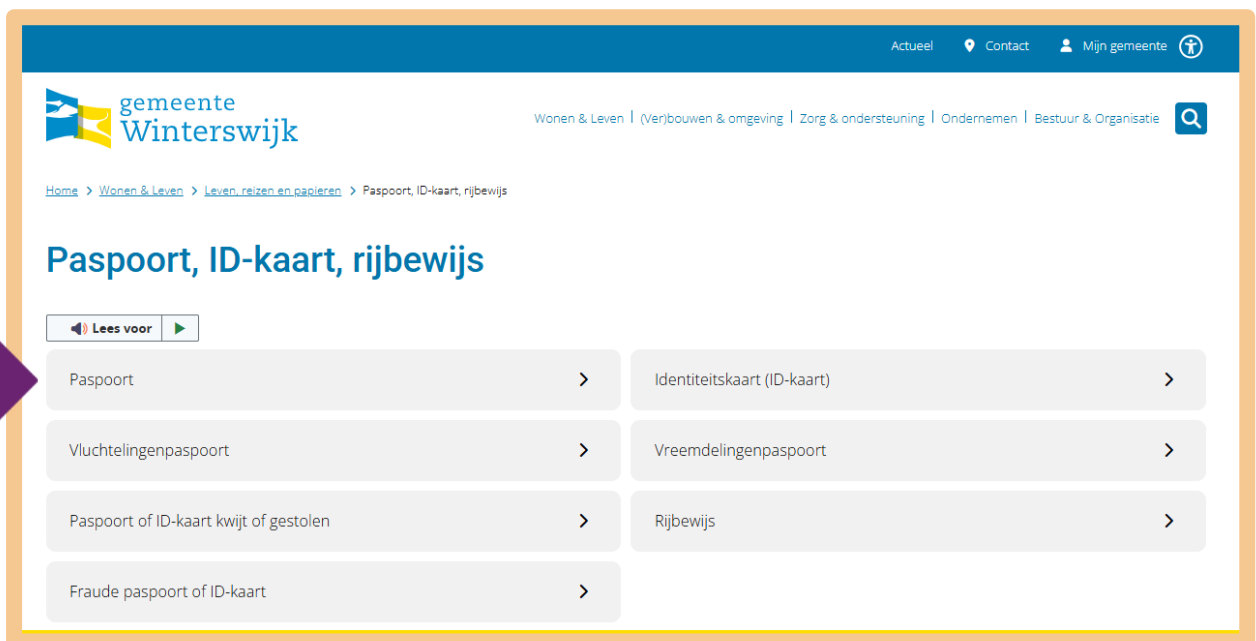 Actueel Contact Mijn gemeente
gemeente
Winterswijk
Wonen & Leven | (Ver)bouwen & omgeving | Zorg & ondersteuning | Ondernemen | Bestuur & Organisatie
Home > Wonen & Leven > Leven, reizen en papieren > Paspoort, ID-kaart, rijbewijs
Paspoort, ID-kaart, rijbewijs
Lees voor
Paspoort
Identiteitskaart (ID-kaart)
Vluchtelingenpaspoort
Vreemdelingenpaspoort
Paspoort of ID-kaart kwijt of gestolen
Rijbewijs
Fraude paspoort of ID-kaart